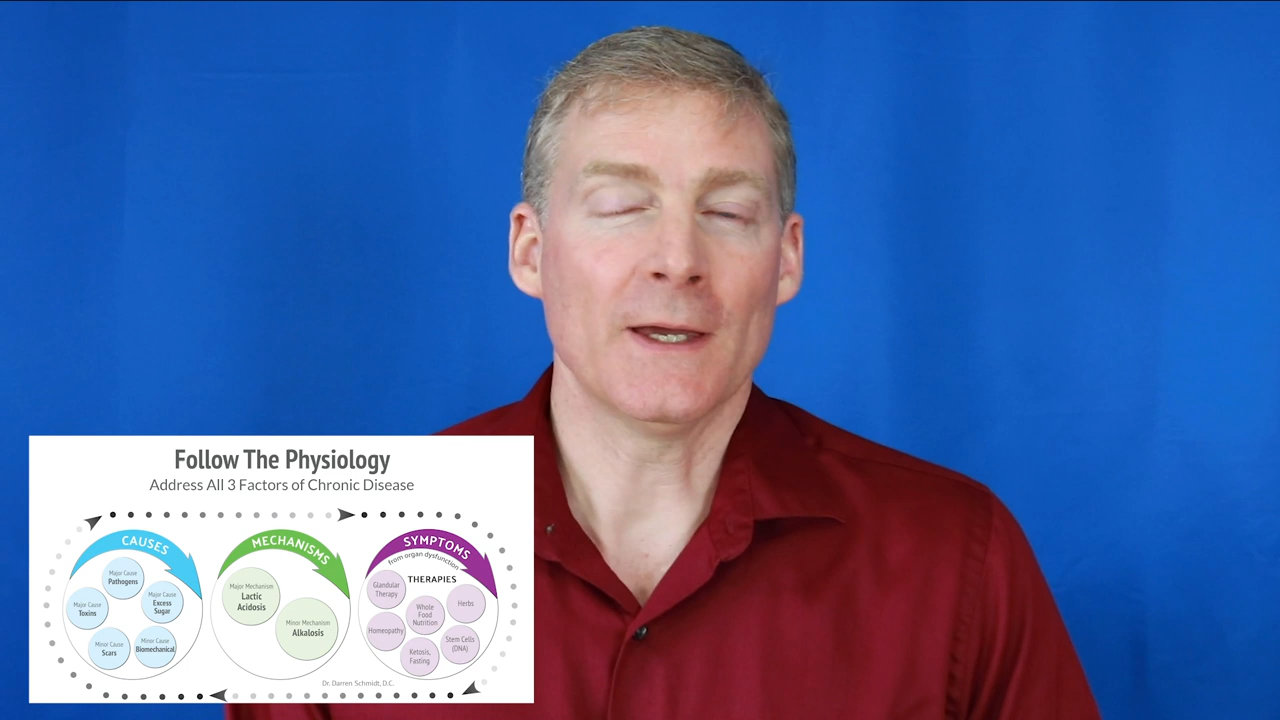 Follow The Physiology
Address All 3 Factors of Chronic Disease
CAUSES
Major Cause
Pathogens
Major Cause
Toxins
Major Cause
Excess
Sugar
Minor Cause
Scars
Minor Cause
Biomechanical
MECHANISMS
Major Mechanism
Lactic
Acidosis
Minor Mechanism
Alkalosis
SYMPTOMS
from organ dysfunction
THERAPIES
Glandular
Therapy
Whole
Food
Nutrition
Herbs
Homeopathy
Stem Cells
(DNA)
Ketosis,
Fasting
Dr. Darren Schmidt, D.C.